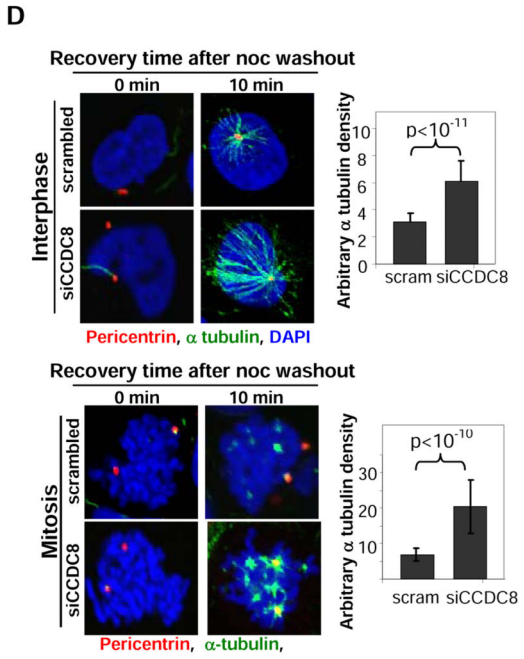 D
Recovery time after noc washout
0 min 10 min
Interphase
scrambled
siCCDC8
Pericentrin, α tubulin, DAPI
Arbitrary α tubulin density
10
8
6
4
2
0
p<10⁻¹¹
scram siCCDC8
Recovery time after noc washout
0 min 10 min
Mitosis
scrambled
siCCDC8
Pericentrin, α-tubulin,
Arbitrary α tubulin density
30
20
10
p<10⁻¹⁰
scram siCCDC8